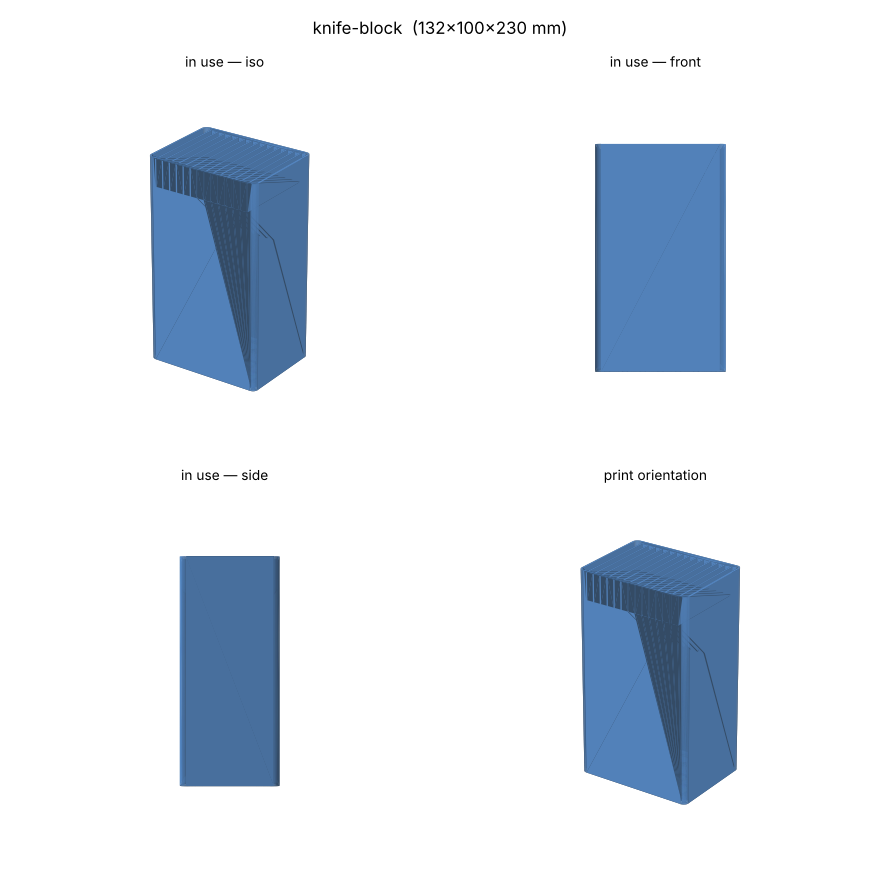 knife-block  (132×100×230 mm)
in use — iso
in use — front
in use — side
print orientation